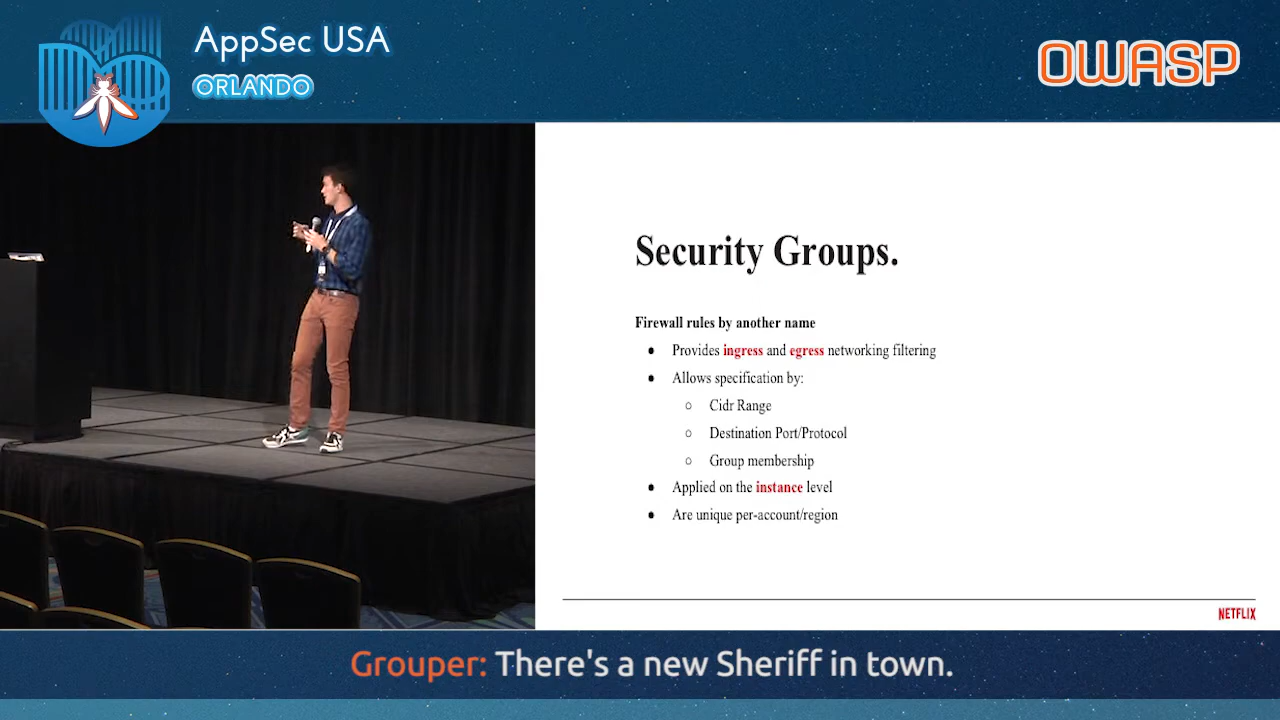 AppSec USA
ORLANDO
OWASP
Security Groups.
Firewall rules by another name
● Provides ingress and egress networking filtering
● Allows specification by:
○ Cidr Range
○ Destination Port/Protocol
○ Group membership
● Applied on the instance level
● Are unique per-account/region
NETFLIX
Grouper: There's a new Sheriff in town.